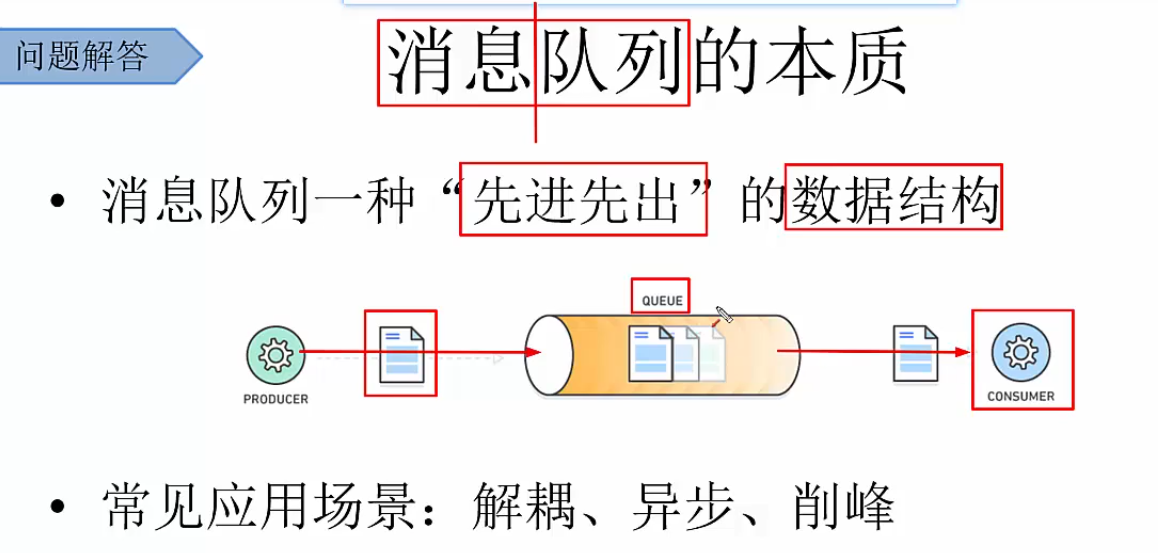 问题解答
消息队列的本质
• 消息队列一种“先进先出”的数据结构
QUEUE
PRODUCER
CONSUMER
• 常见应用场景：解耦、异步、削峰